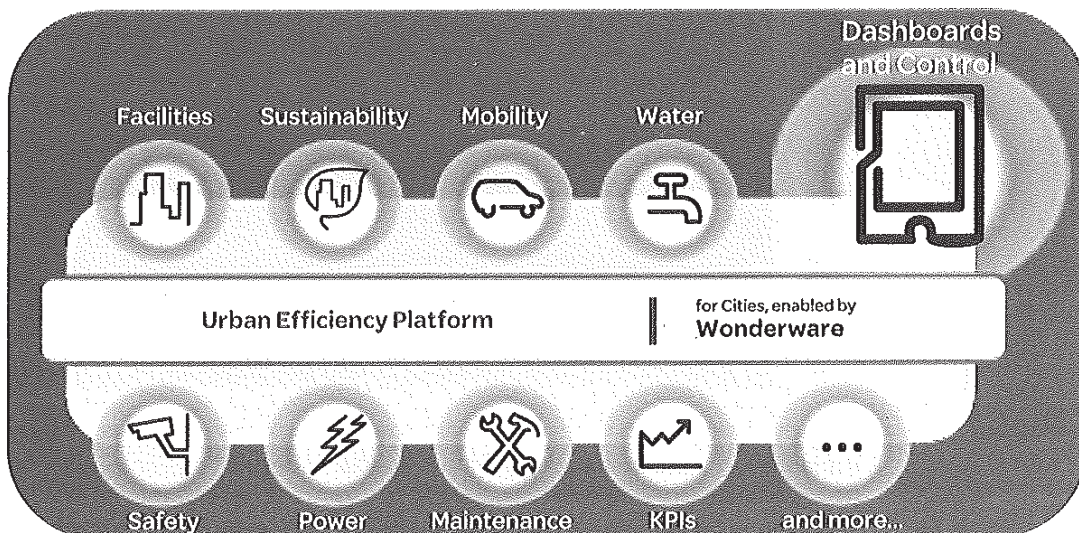 Dashboards
and Control
Facilities
Sustainability
Mobility
Water
Urban Efficiency Platform
for Cities, enabled by
Wonderware
Safety
Power
Maintenance
KPIs
and more...